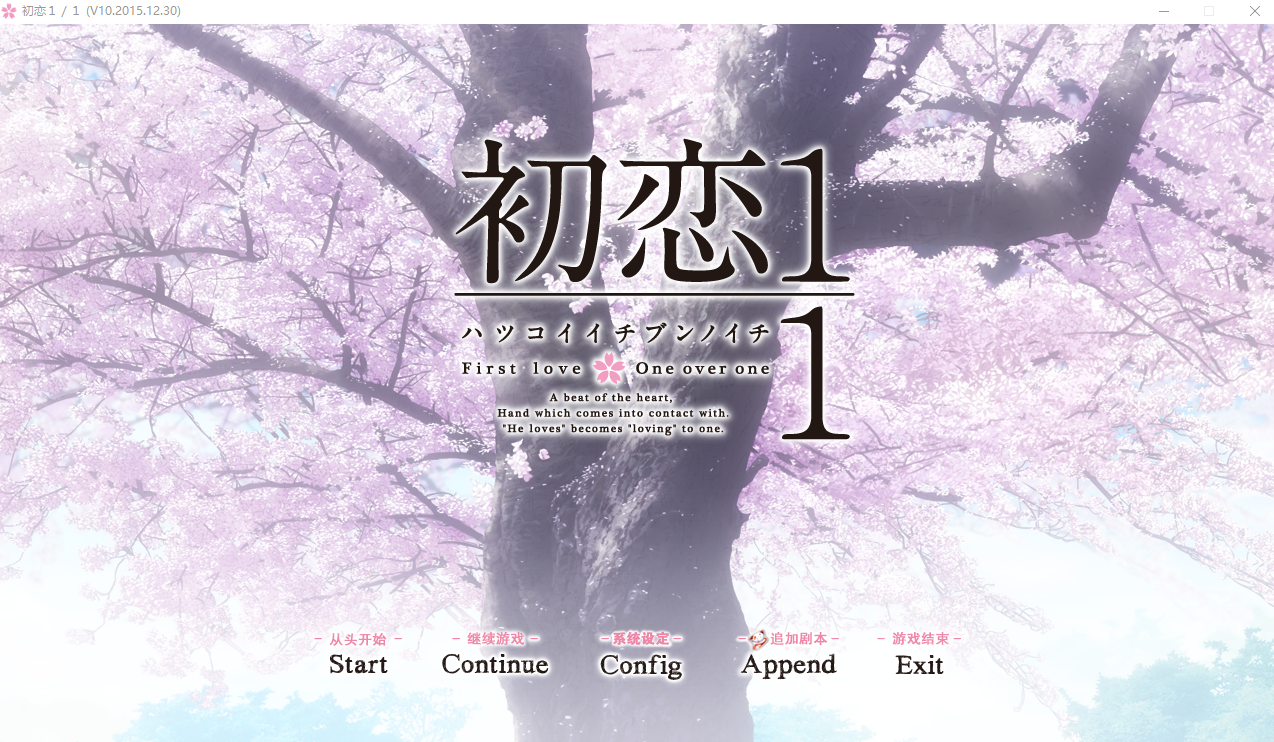 初恋1 / 1 (V10.2015.12.30)
初恋1
1
ハツコイイチブンノイチ
First love One over one
A beat of the heart,
Hand which comes into contact with.
"He loves" becomes "loving" to one.
- 从头开始 - - 继续游戏 - - 系统设定 - - 追加剧本 - - 游戏结束 -
Start Continue Config Append Exit